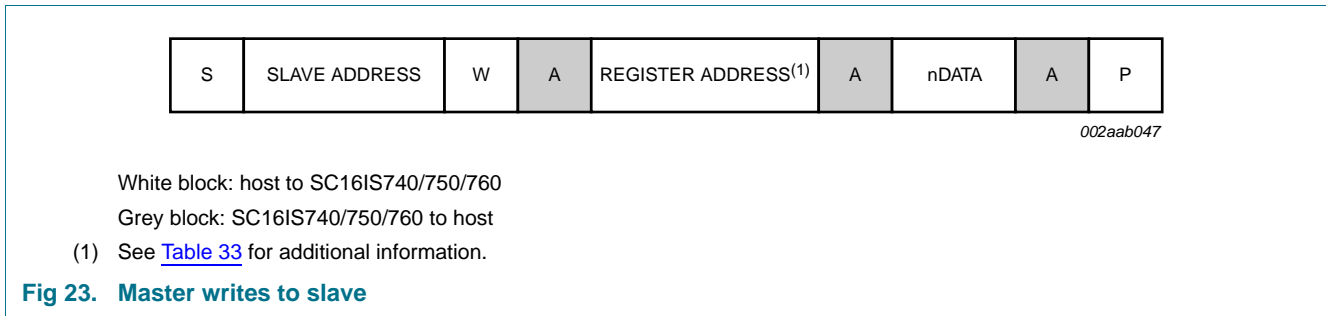 S SLAVE ADDRESS W A REGISTER ADDRESS(1) A nDATA A P
002aab047
White block: host to SC16IS740/750/760
Grey block: SC16IS740/750/760 to host
(1) See Table 33 for additional information.
Fig 23. Master writes to slave